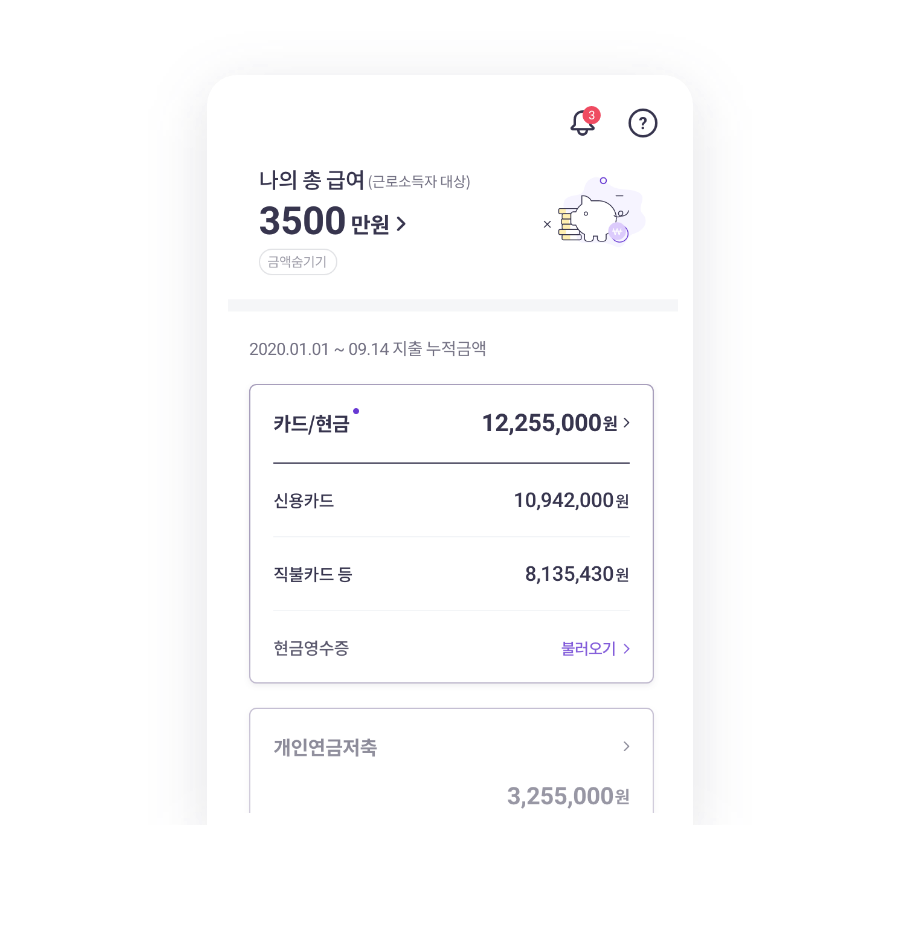 3
?
나의 총 급여 (근로소득자 대상)
3500 만원 >
금액숨기기
₩
2020.01.01 ~ 09.14 지출 누적금액
카드/현금 12,255,000원 >
신용카드 10,942,000원
직불카드 등 8,135,430원
현금영수증 불러오기 >
개인연금저축 >
3,255,000원